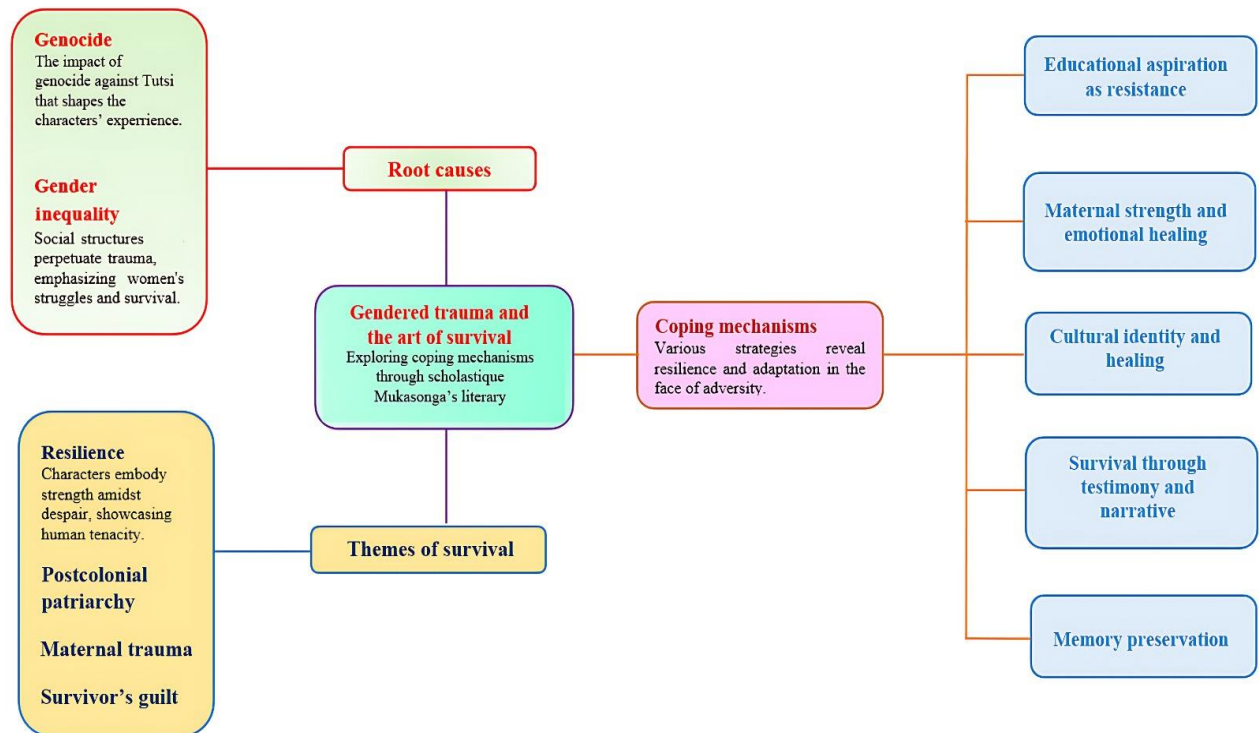 Genocide
The impact of
genocide against Tutsi
that shapes the
characters’ experrience.
Gender
inequality
Social structures
perpetuate trauma,
emphasizing women's
struggles and survival.
Root causes
Gendered trauma and
the art of survival
Exploring coping mechanisms
through scholastique
Mukasonga’s literary
Coping mechanisms
Various strategies reveal
resilience and adaptation in the
face of adversity.
Resilience
Characters embody
strength amidst
despair, showcasing
human tenacity.
Postcolonial
patriarchy
Maternal trauma
Survivor’s guilt
Themes of survival
Educational aspiration
as resistance
Maternal strength and
emotional healing
Cultural identity and
healing
Survival through
testimony and
narrative
Memory preservation